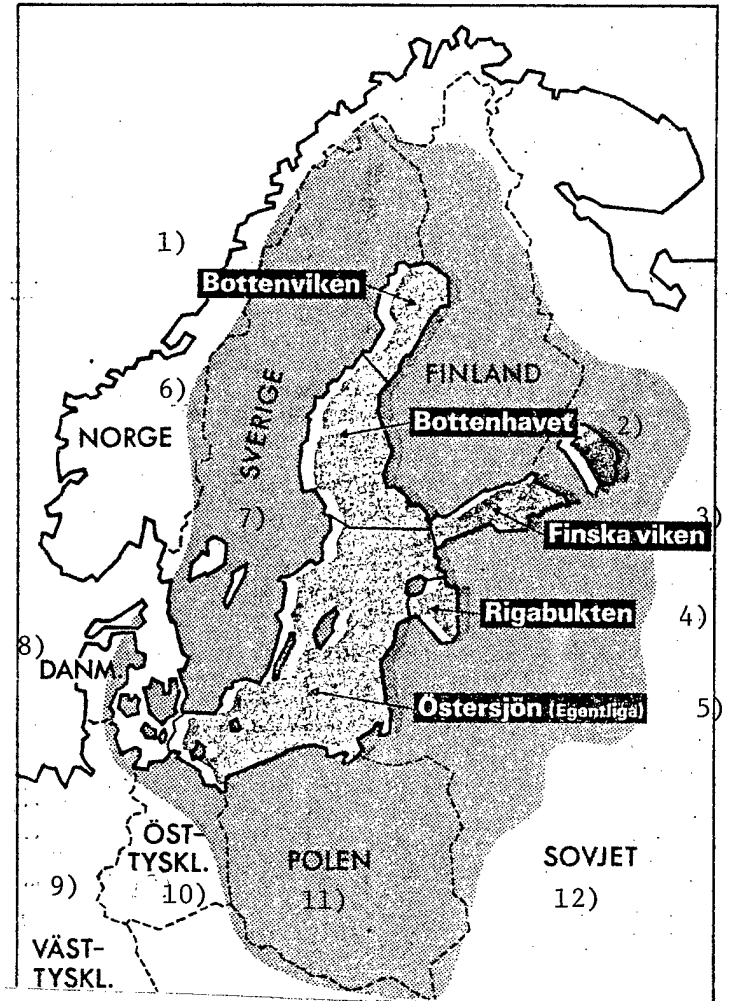 1)
Bottenviken
FINLAND
6)
SVERIGE
NORGE
Bottenhavet
2)
7)
3)
Finska viken
Rigabukten
4)
8)
DANM.
Östersjön (Egentliga)
5)
ÖST-
TYSKL.
POLEN
SOVJET
9)
10)
11)
12)
VÄST-
TYSKL.